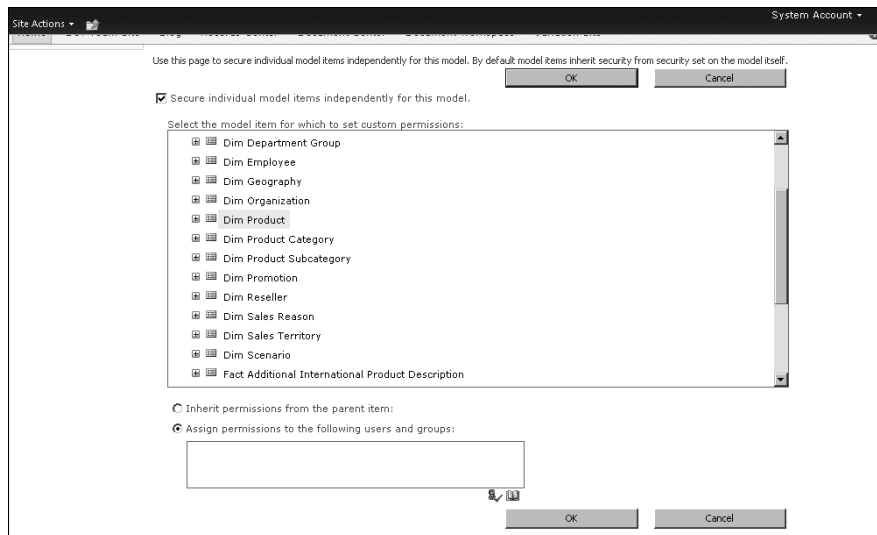 Site Actions
System Account
Use this page to secure individual model items independently for this model. By default model items inherit security from security set on the model itself.
OK Cancel
Secure individual model items independently for this model.
Select the model item for which to set custom permissions:
Dim Department Group
Dim Employee
Dim Geography
Dim Organization
Dim Product
Dim Product Category
Dim Product Subcategory
Dim Promotion
Dim Reseller
Dim Sales Reason
Dim Sales Territory
Dim Scenario
Fact Additional International Product Description
Inherit permissions from the parent item:
Assign permissions to the following users and groups:
OK Cancel